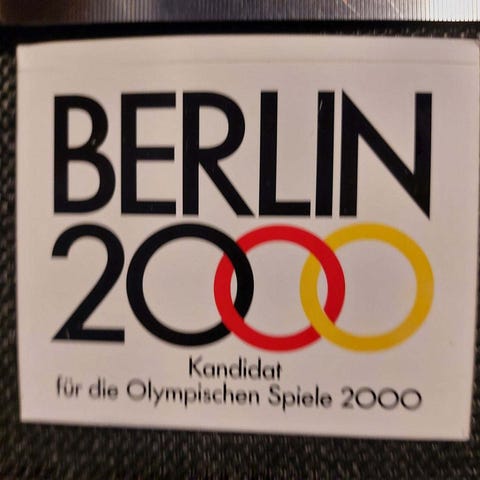 BERLIN
2000
Kandidat
für die Olympischen Spiele 2000